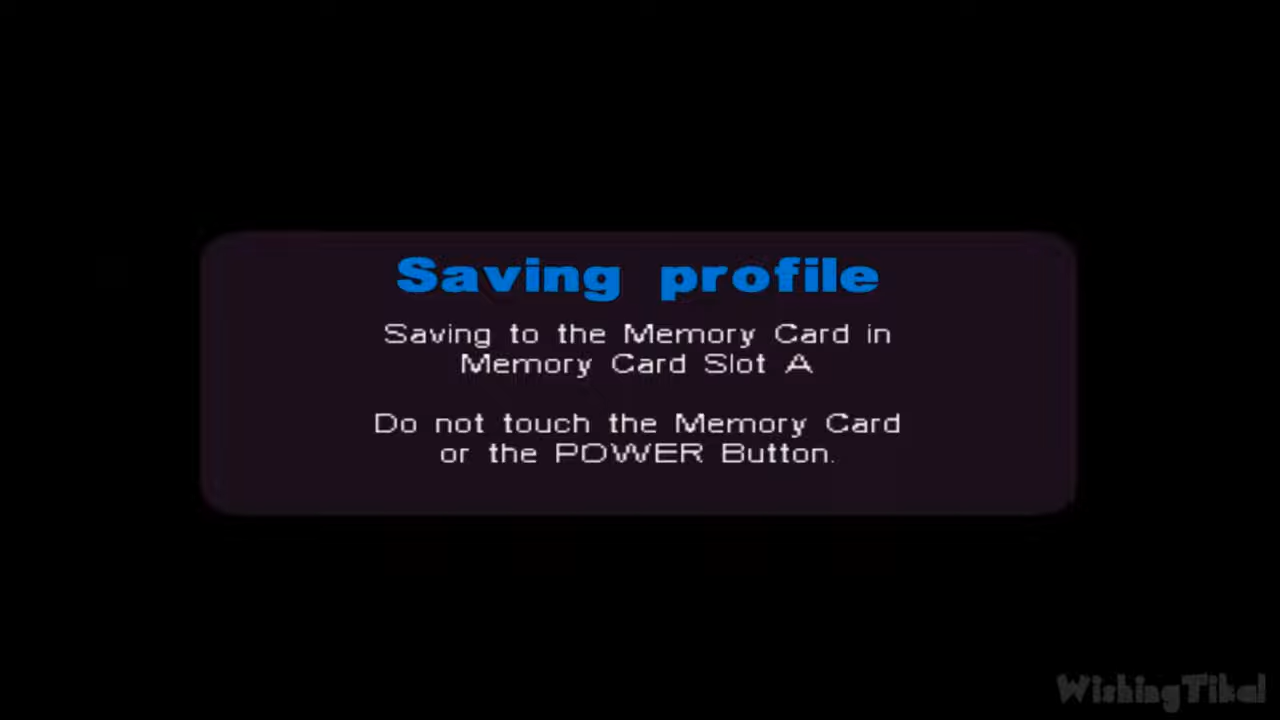 Saving profile
Saving to the Memory Card in
Memory Card Slot A
Do not touch the Memory Card
or the POWER Button.
WishingTikal